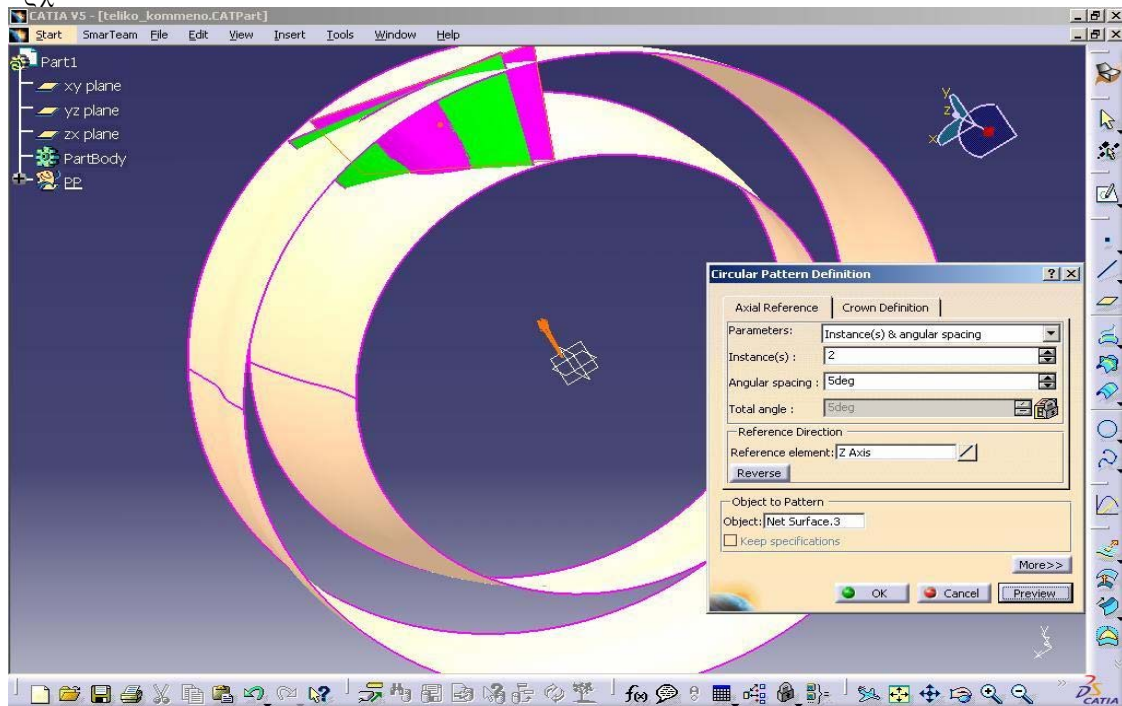 χ
CATIA V5 - [teliko_kommeno.CATPart]
Start SmarTeam File Edit View Insert Tools Window Help
Part1
xy plane
yz plane
zx plane
PartBody
PP
y
z
x
Circular Pattern Definition
Axial Reference Crown Definition
Parameters: Instance(s) & angular spacing
Instance(s) : 2
Angular spacing : 5deg
Total angle : 5deg
Reference Direction
Reference element: Z Axis
Reverse
Object to Pattern
Object: Net Surface.3
Keep specifications
More>>
OK Cancel Preview
f(x)
CATIA